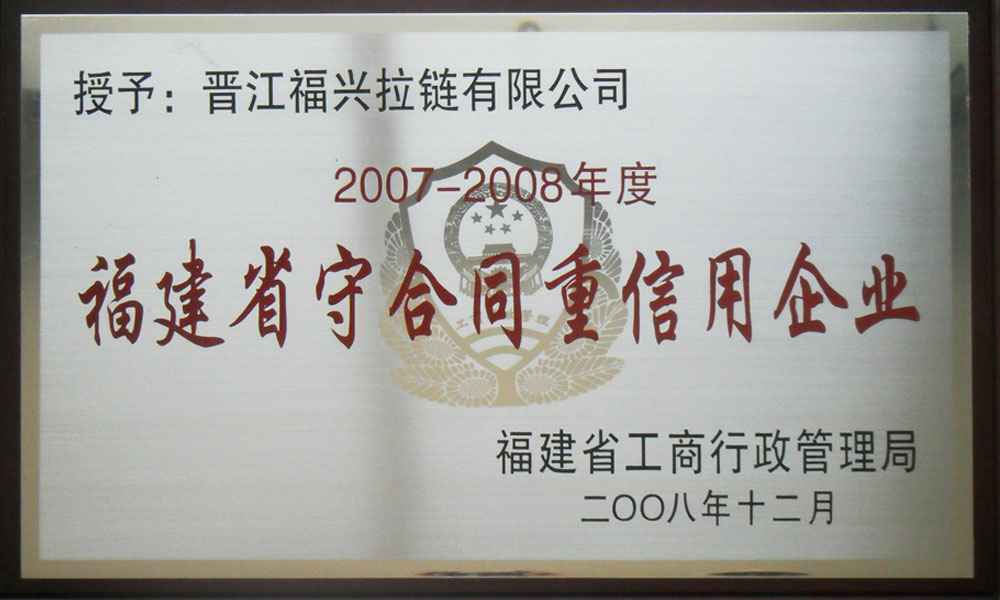 授予：晋江福兴拉链有限公司
2007-2008年度
福建省守合同重信用企业
福建省工商行政管理局
二〇〇八年十二月